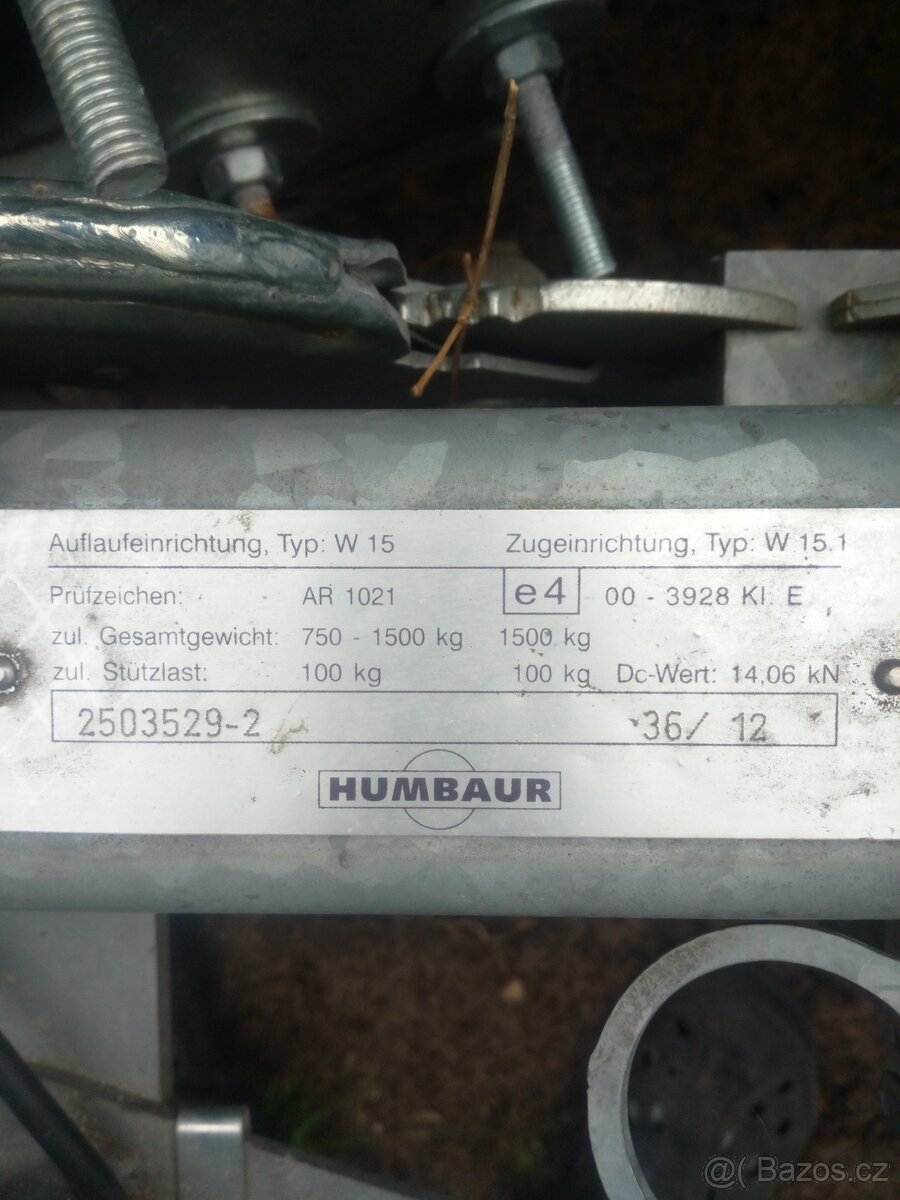 Auflaufeinrichtung, Typ: W 15 Zugeinrichtung, Typ: W 15.1
Prüfzeichen: AR 1021 e4 00 - 3928 Kl. E
zul. Gesamtgewicht: 750 - 1500 kg 1500 kg
zul. Stützlast: 100 kg 100 kg Dc-Wert: 14,06 kN
2503529-2 36/ 12
HUMBAUR
@( Bazos.cz